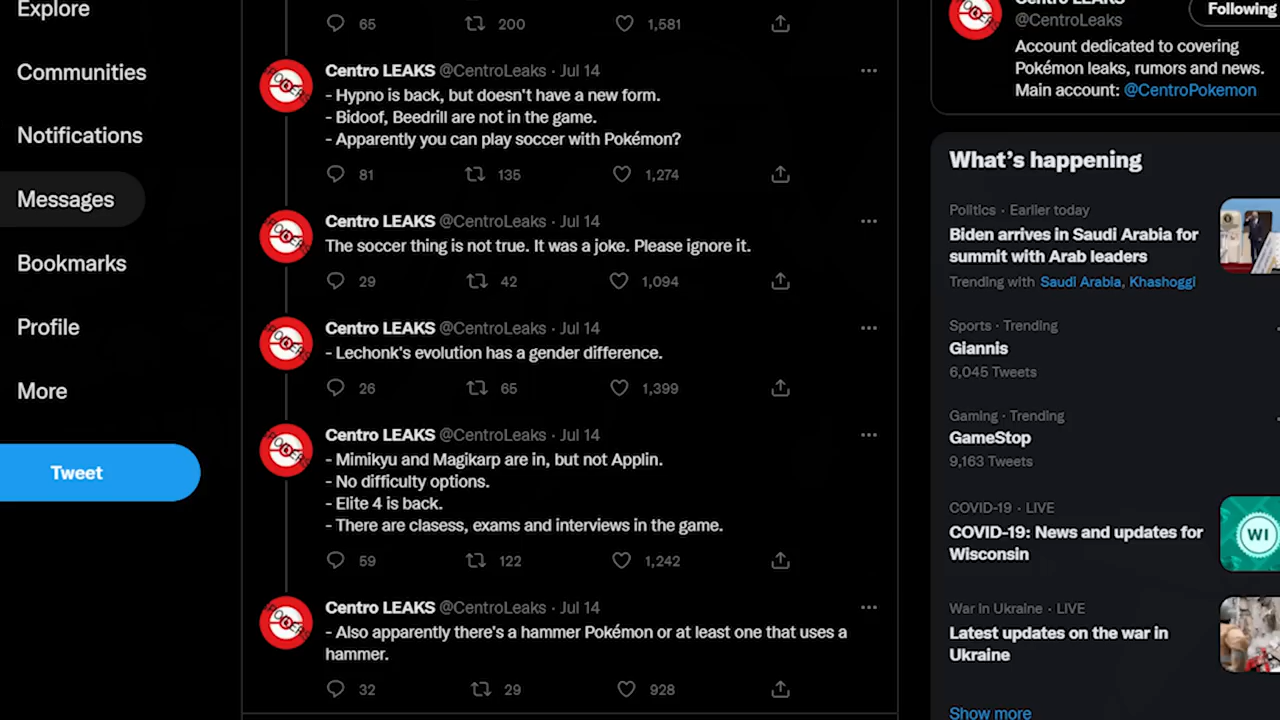 Explore
Communities
Notifications
Messages
Bookmarks
Profile
More
Tweet
65 200 1,581
Centro LEAKS @CentroLeaks · Jul 14
- Hypno is back, but doesn't have a new form.
- Bidoof, Beedrill are not in the game.
- Apparently you can play soccer with Pokémon?
81 135 1,274
Centro LEAKS @CentroLeaks · Jul 14
The soccer thing is not true. It was a joke. Please ignore it.
29 42 1,094
Centro LEAKS @CentroLeaks · Jul 14
- Lechonk's evolution has a gender difference.
26 65 1,399
Centro LEAKS @CentroLeaks · Jul 14
- Mimikyu and Magikarp are in, but not Applin.
- No difficulty options.
- Elite 4 is back.
- There are clasess, exams and interviews in the game.
59 122 1,242
Centro LEAKS @CentroLeaks · Jul 14
- Also apparently there's a hammer Pokémon or at least one that uses a
hammer.
32 29 928
Centro LEAKS
Following
@CentroLeaks
Account dedicated to covering
Pokémon leaks, rumors and news.
Main account: @CentroPokemon
What's happening
Politics · Earlier today
Biden arrives in Saudi Arabia for
summit with Arab leaders
Trending with Saudi Arabia, Khashoggi
Sports · Trending
Giannis
6,045 Tweets
Gaming · Trending
GameStop
9,163 Tweets
COVID-19 · LIVE
COVID-19: News and updates for
Wisconsin
WI
War in Ukraine · LIVE
Latest updates on the war in
Ukraine
Show more